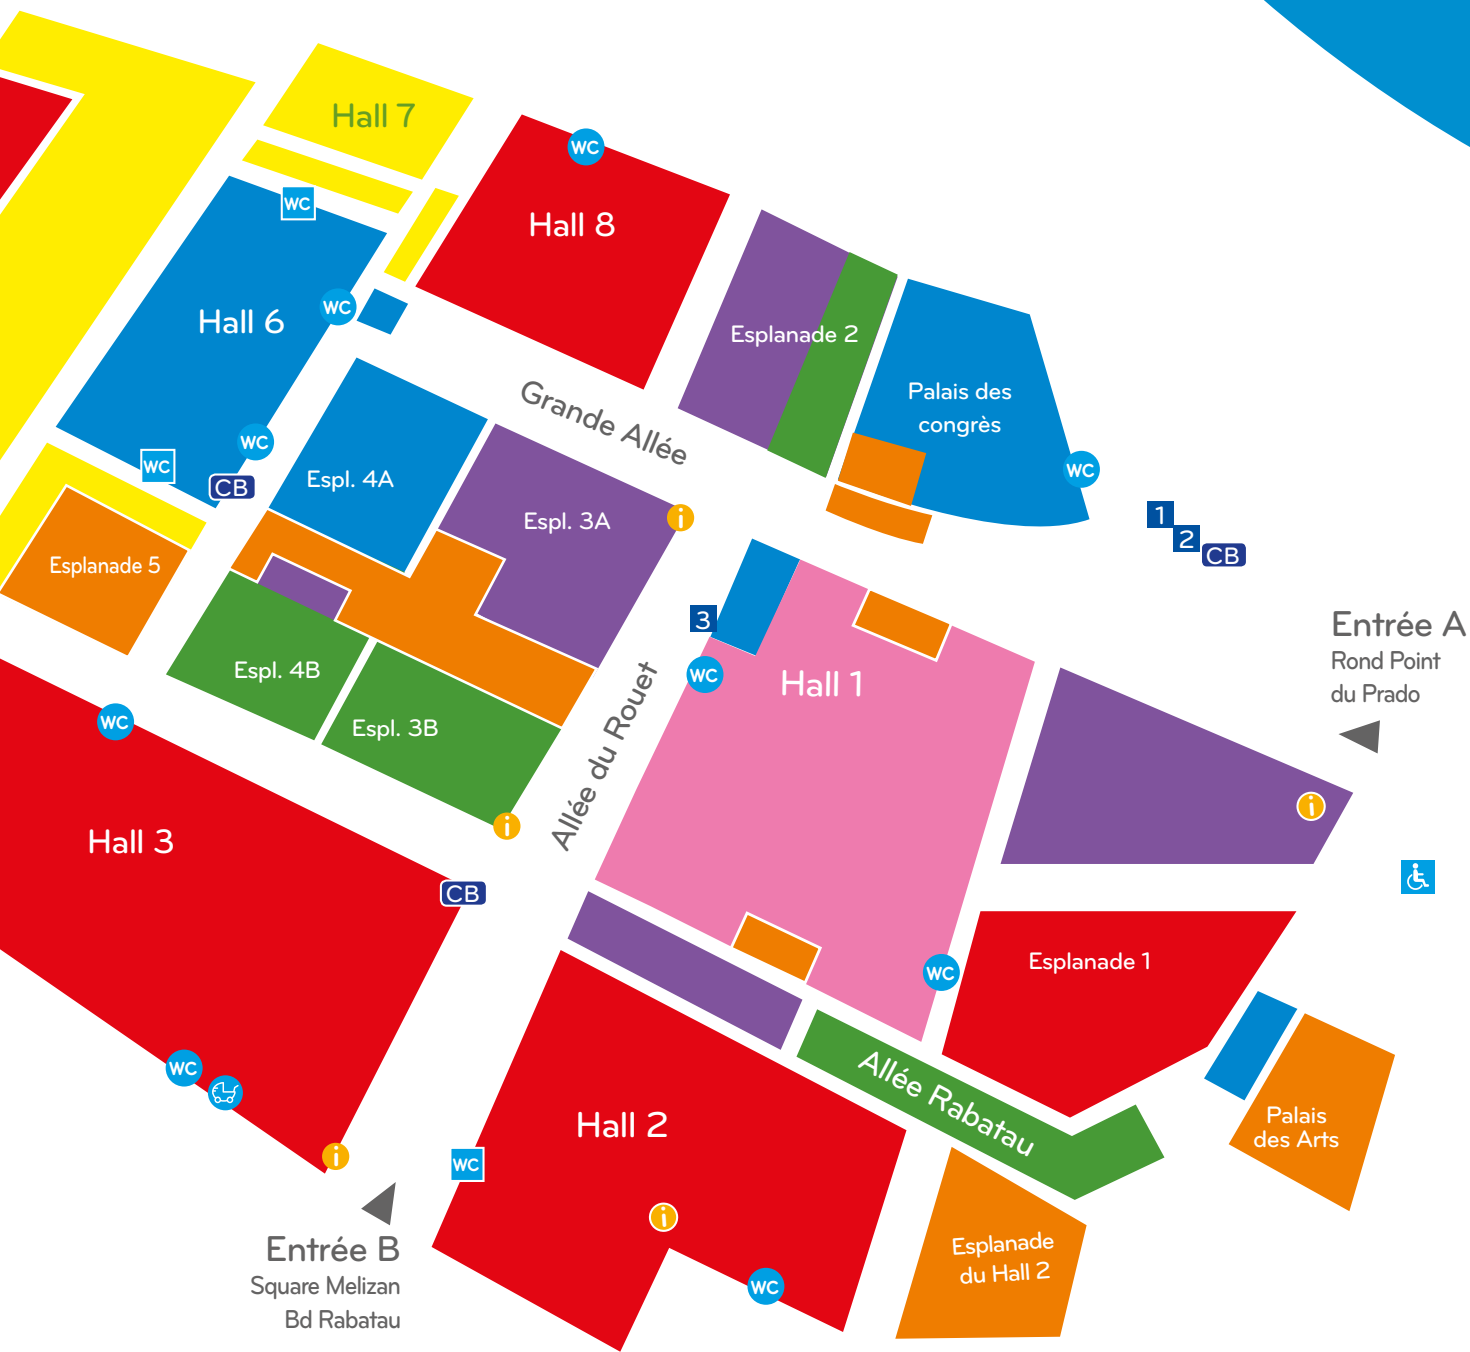 Hall 7
WC
WC
Hall 8
WC
Hall 6
Esplanade 2
Palais des
congrès
Grande Allée
WC
WC
CB
Espl. 4A
Espl. 3A
i
WC
1
2
CB
Esplanade 5
3
WC
Hall 1
Entrée A
Rond Point
du Prado
Espl. 4B
Espl. 3B
Allée du Rouet
WC
i
i
Hall 3
CB
WC
Esplanade 1
WC
Allée Rabatau
Palais
des Arts
Hall 2
i
WC
i
Entrée B
Square Melizan
Bd Rabatau
Esplanade
du Hall 2
WC